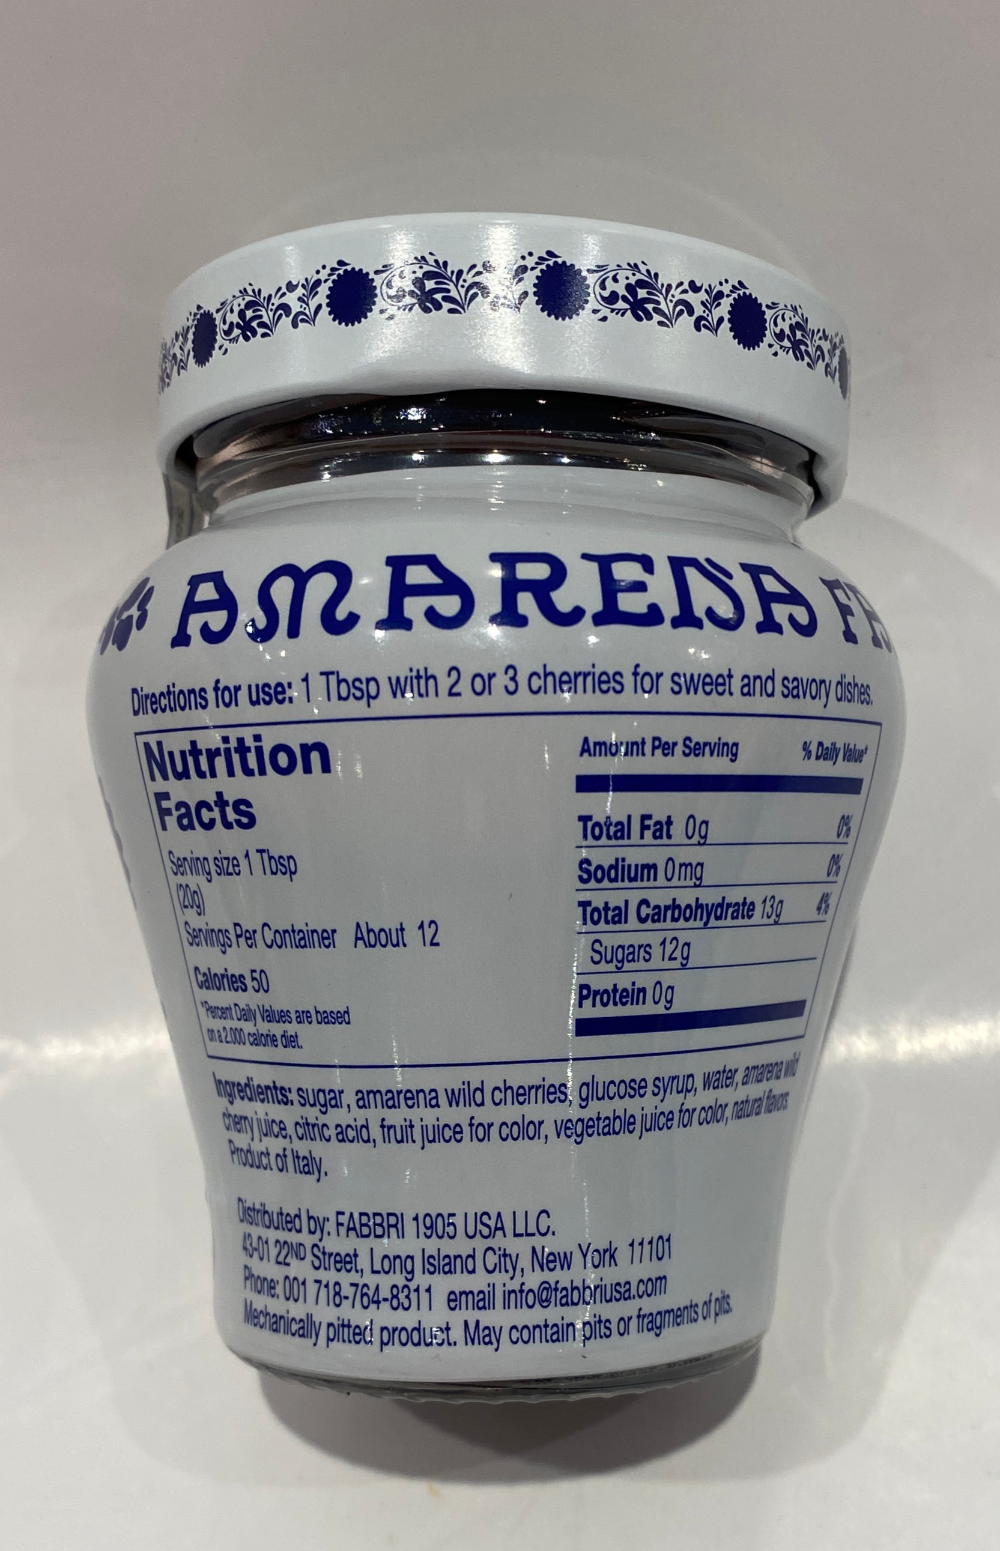 AMARENA FA
Directions for use: 1 Tbsp with 2 or 3 cherries for sweet and savory dishes.
Nutrition
Facts
Serving size 1 Tbsp
(20g)
Servings Per Container About 12
Calories 50
*Percent Daily Values are based
on a 2.000 calorie diet.
Amount Per Serving % Daily Value*
Total Fat 0g 0%
Sodium 0mg 0%
Total Carbohydrate 13g 4%
Sugars 12g
Protein 0g
Ingredients: sugar, amarena wild cherries, glucose syrup, water, amarena wild
cherry juice, citric acid, fruit juice for color, vegetable juice for color, natural flavors.
Product of Italy.
Distributed by: FABBRI 1905 USA LLC.
43-01 22ND Street, Long Island City, New York 11101
Phone: 001 718-764-8311 email info@fabbriusa.com
Mechanically pitted product. May contain pits or fragments of pits.